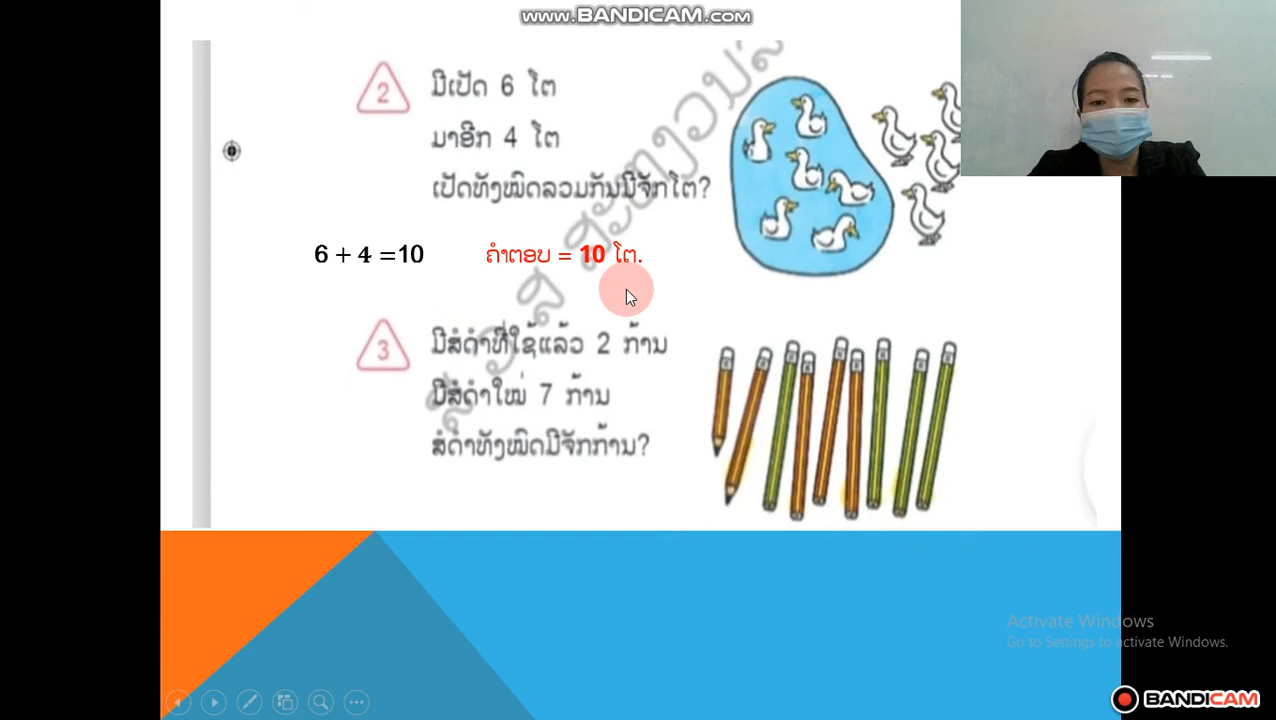 www.BANDICAM.com
2
ມີເປັດ 6 ໂຕ
ມາອີກ 4 ໂຕ
ເປັດທັງໝົດລວມກັນມີຈັກໂຕ?
6 + 4 =10
ຄຳຕອບ = 10 ໂຕ.
3
ມີສໍດຳທີ່ໃຊ້ແລ້ວ 2 ກ້ານ
ມີສໍດຳໃໝ່ 7 ກ້ານ
ສໍດຳທັງໝົດມີຈັກກ້ານ?
Activate Windows
Go to Settings to activate Windows.
BANDICAM